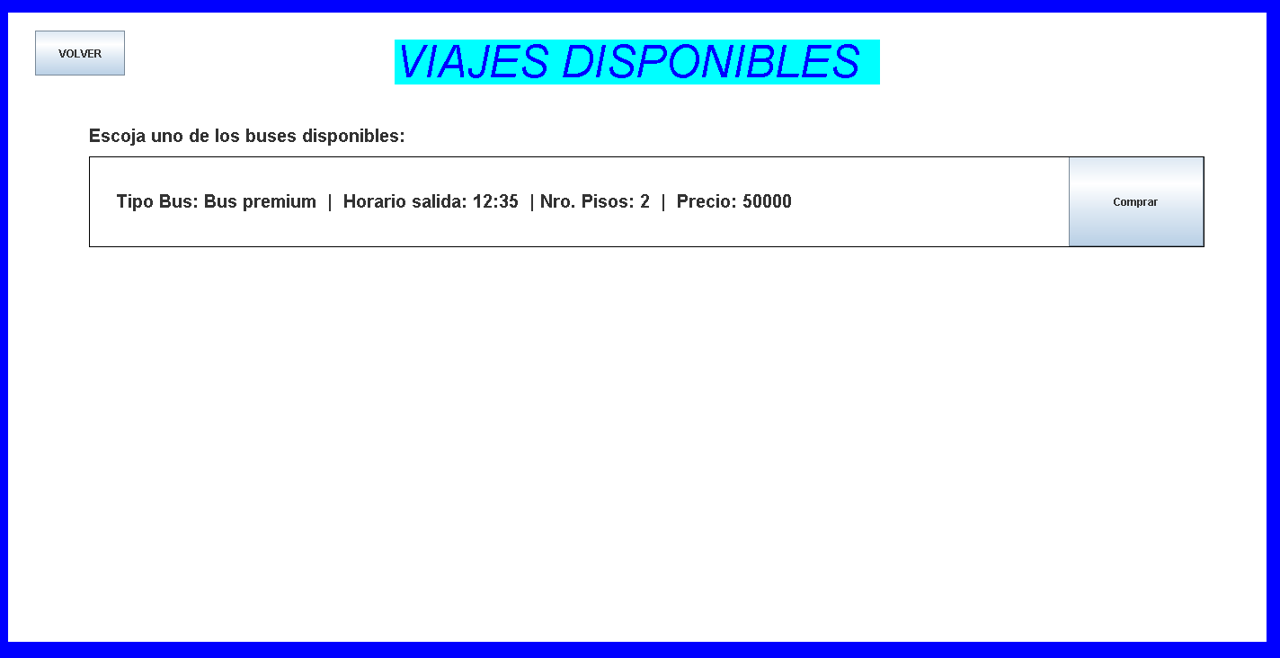 VOLVER
VIAJES DISPONIBLES
Escoja uno de los buses disponibles:
Tipo Bus: Bus premium | Horario salida: 12:35 | Nro. Pisos: 2 | Precio: 50000
Comprar